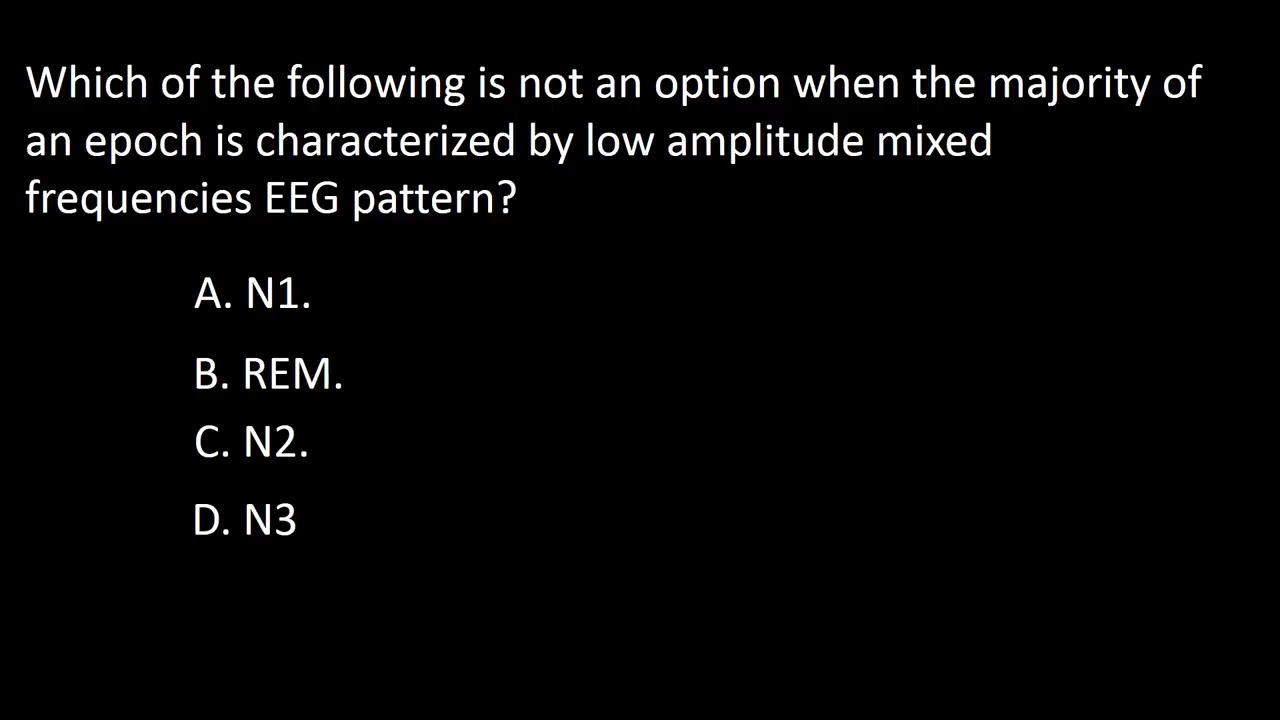 Which of the following is not an option when the majority of
an epoch is characterized by low amplitude mixed
frequencies EEG pattern?
A. N1.
B. REM.
C. N2.
D. N3